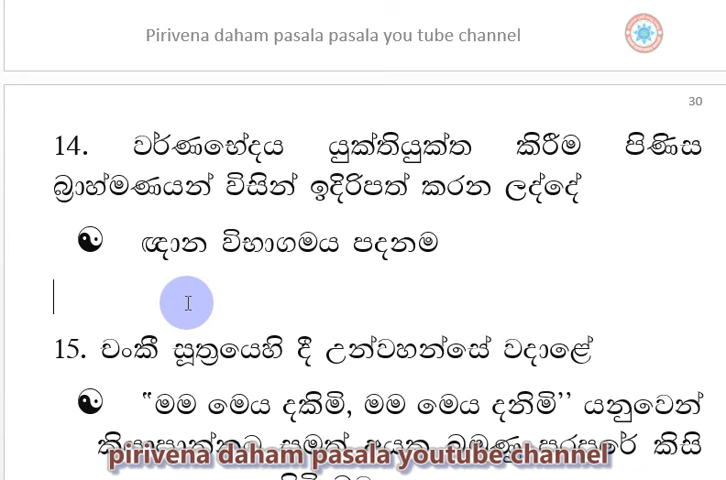 Pirivena daham pasala pasala you tube channel
30
14. වර්ණභේදය යුක්තියුක්ත කිරීම පිණිස
බ්‍රාහ්මණයන් විසින් ඉදිරිපත් කරන ලද්දේ
ඥාන විභාගමය පදනම
15. චංකී සූත්‍රයෙහි දී උන්වහන්සේ වදාළේ
“මම මෙය දකිමි, මම මෙය දනිමි’’ යනුවෙන්
කිසි
pirivena daham pasala youtube channel